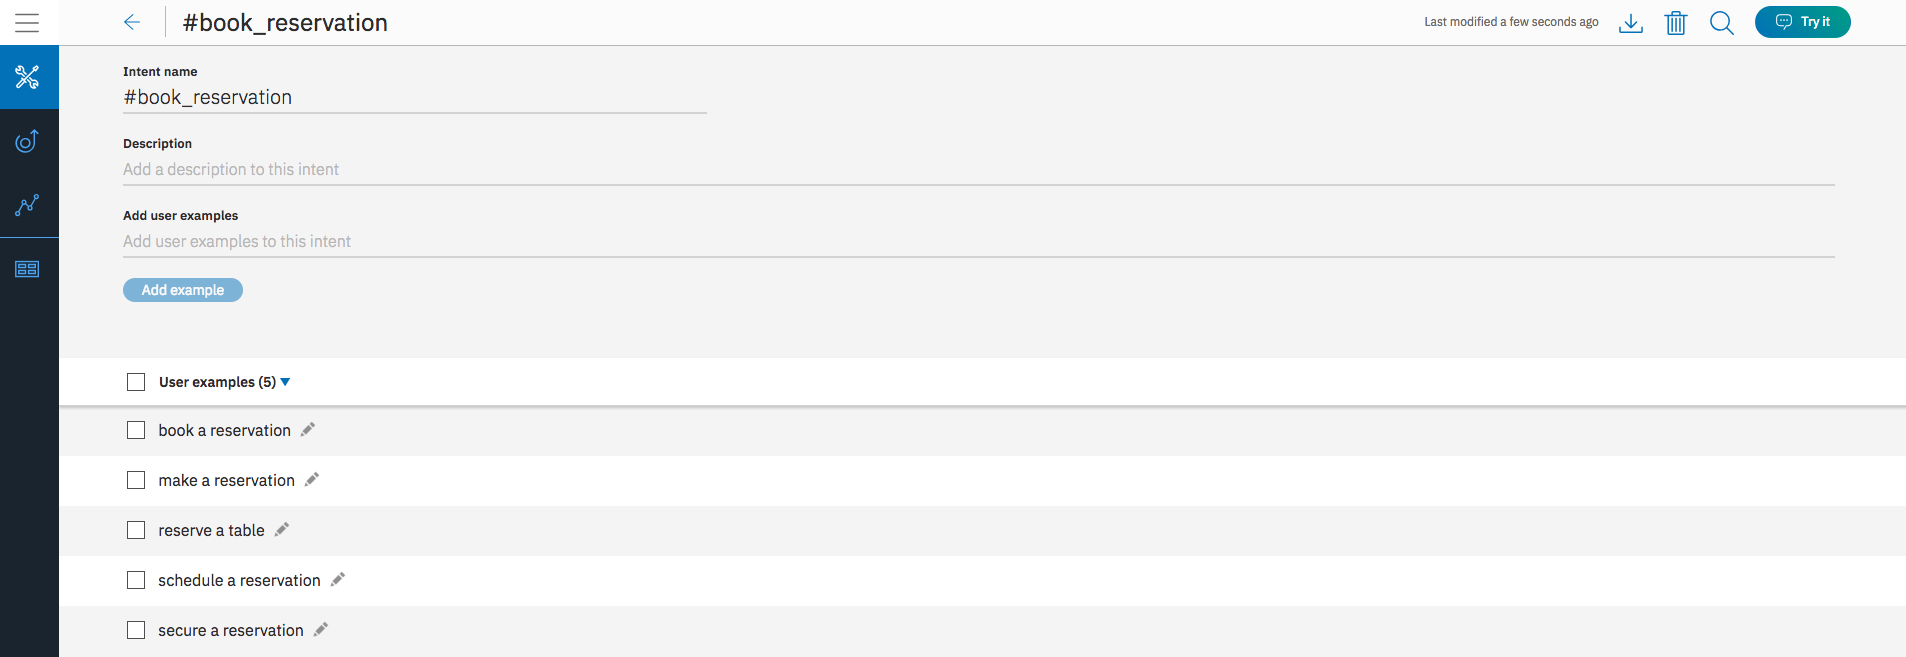 #book_reservation
Last modified a few seconds ago
Try it
Intent name
#book_reservation
Description
Add a description to this intent
Add user examples
Add user examples to this intent
Add example
User examples (5)
book a reservation
make a reservation
reserve a table
schedule a reservation
secure a reservation